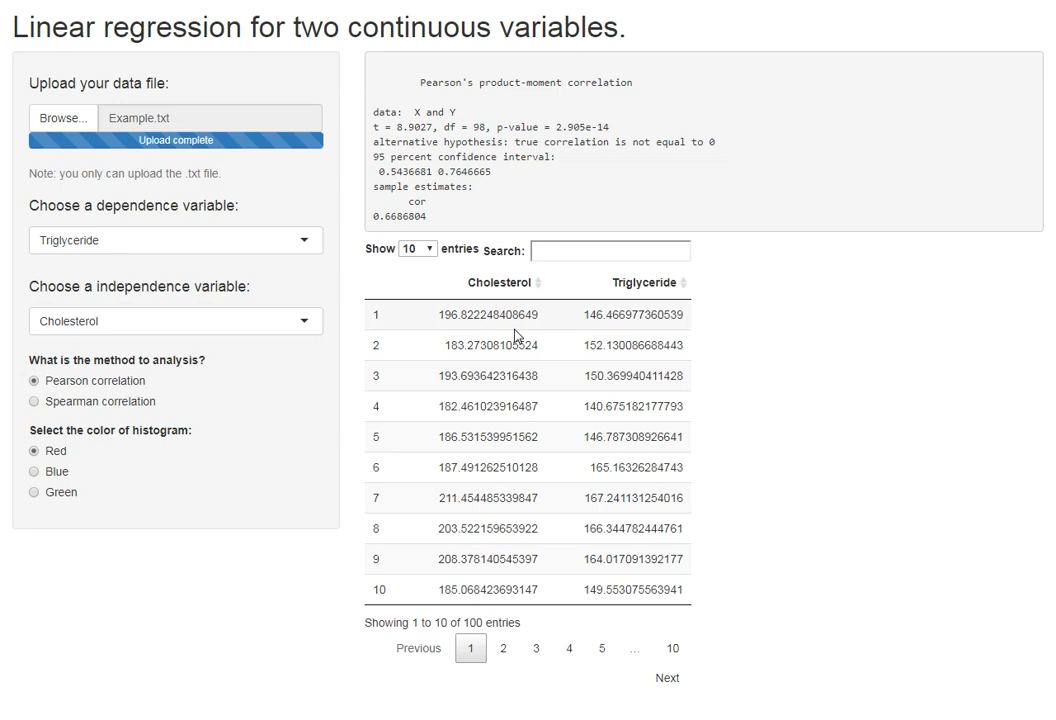 Linear regression for two continuous variables.
Upload your data file:
Browse... Example.txt
Upload complete
Note: you only can upload the .txt file.
Choose a dependence variable:
Triglyceride
Choose a independence variable:
Cholesterol
What is the method to analysis?
Pearson correlation
Spearman correlation
Select the color of histogram:
Red
Blue
Green
Pearson's product-moment correlation
data: X and Y
t = 8.9027, df = 98, p-value = 2.905e-14
alternative hypothesis: true correlation is not equal to 0
95 percent confidence interval:
0.5436681 0.7646665
sample estimates:
cor
0.6686804
Show 10 entries Search:
Cholesterol Triglyceride
1 196.822248408649 146.466977360539
2 183.27308105524 152.130086688443
3 193.693642316438 150.369940411428
4 182.461023916487 140.675182177793
5 186.531539951562 146.787308926641
6 187.491262510128 165.16326284743
7 211.454485339847 167.241131254016
8 203.522159653922 166.344782444761
9 208.378140545397 164.017091392177
10 185.068423693147 149.553075563941
Showing 1 to 10 of 100 entries
Previous 1 2 3 4 5 ... 10
Next